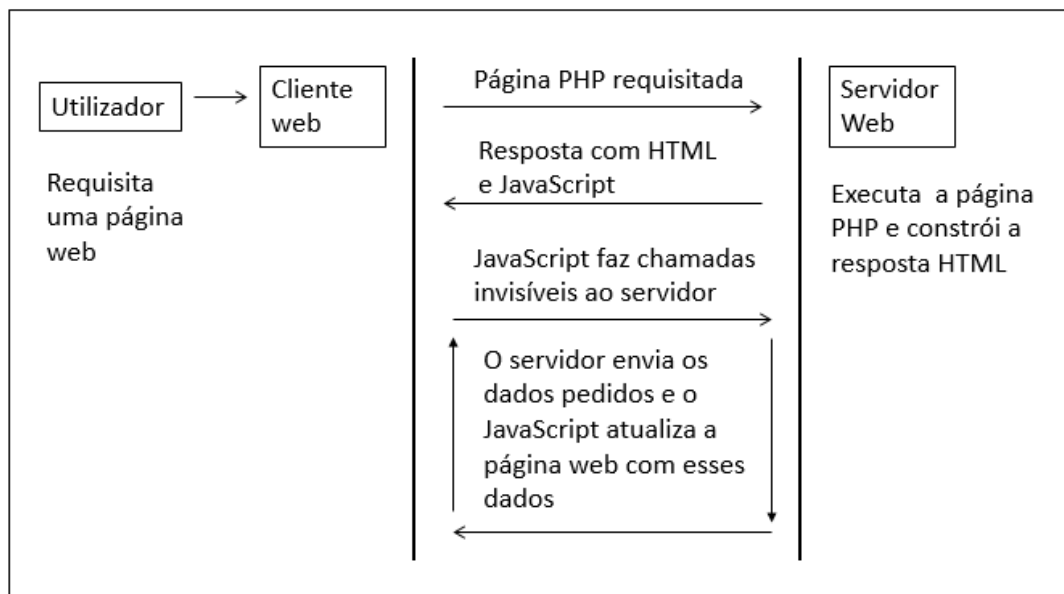 Utilizador
Cliente
web
Requisita
uma página
web
Página PHP requisitada
Resposta com HTML
e JavaScript
JavaScript faz chamadas
invisíveis ao servidor
O servidor envia os
dados pedidos e o
JavaScript atualiza a
página web com esses
dados
Servidor
Web
Executa a página
PHP e constrói a
resposta HTML